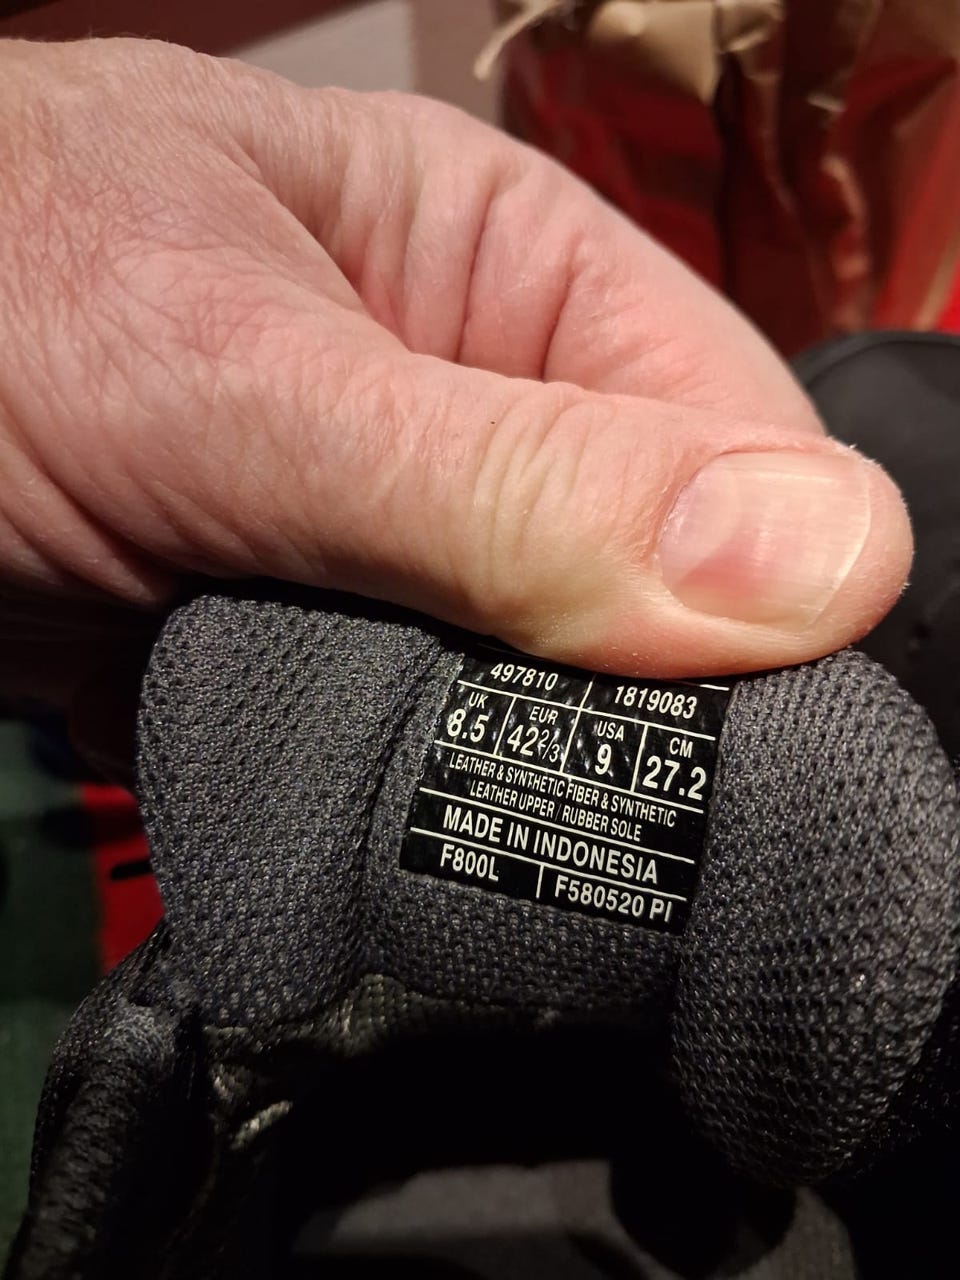 497810 1819083
UK EUR USA CM
8.5 42 2/3 9 27.2
LEATHER & SYNTHETIC FIBER & SYNTHETIC
LEATHER UPPER / RUBBER SOLE
MADE IN INDONESIA
F800L F580520 PI